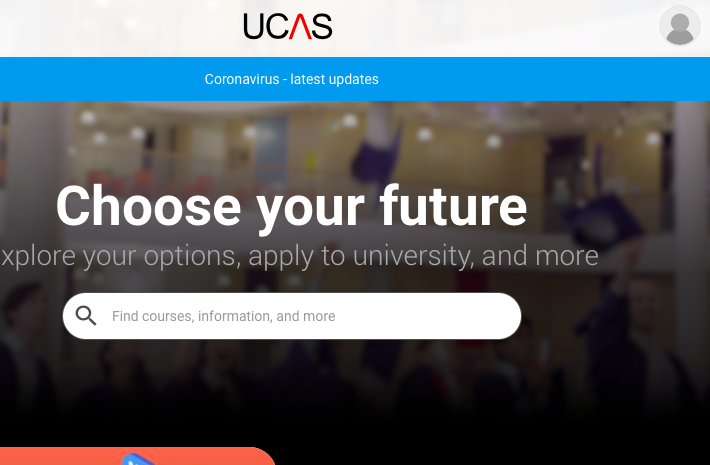 UCAS
Coronavirus - latest updates
Choose your future
xplore your options, apply to university, and more
Find courses, information, and more